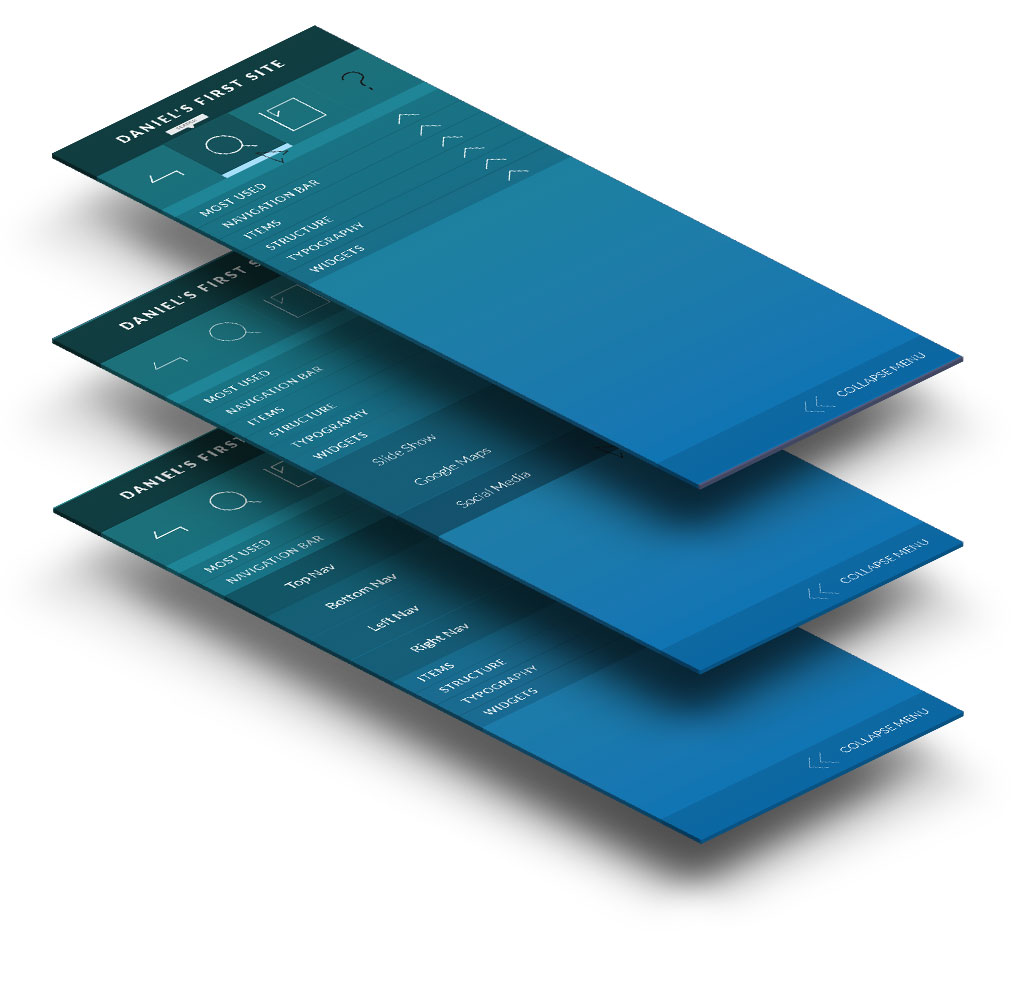 DANIEL'S FIRST SITE
MOST USED
NAVIGATION BAR
ITEMS
STRUCTURE
TYPOGRAPHY
WIDGETS
COLLAPSE MENU
DANIEL'S FIRST S
MOST USED
NAVIGATION BAR
ITEMS
STRUCTURE
TYPOGRAPHY
WIDGETS
Slide Show
Google Maps
Social Media
COLLAPSE MENU
DANIEL'S FIRST
MOST USED
NAVIGATION BAR
Top Nav
Bottom Nav
Left Nav
Right Nav
ITEMS
STRUCTURE
TYPOGRAPHY
WIDGETS
COLLAPSE MENU